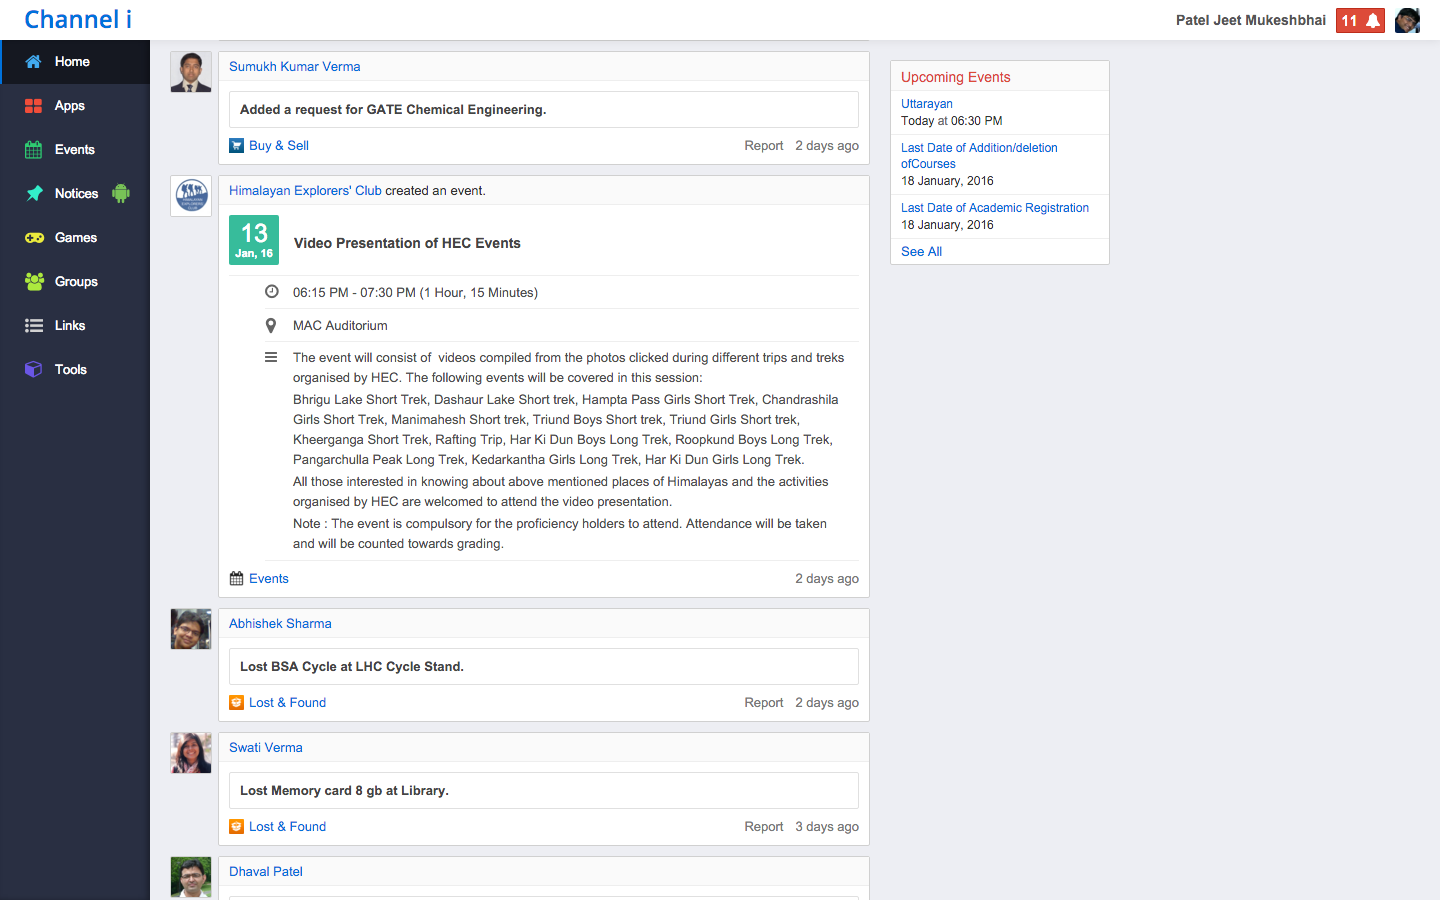 Channel i
Patel Jeet Mukeshbhai
11
Home
Apps
Events
Notices
Games
Groups
Links
Tools
Sumukh Kumar Verma
Added a request for GATE Chemical Engineering.
Buy & Sell
Report 2 days ago
Himalayan Explorers' Club created an event.
13
Jan, 16
Video Presentation of HEC Events
06:15 PM - 07:30 PM (1 Hour, 15 Minutes)
MAC Auditorium
The event will consist of videos compiled from the photos clicked during different trips and treks
organised by HEC. The following events will be covered in this session:
Bhrigu Lake Short Trek, Dashaur Lake Short trek, Hampta Pass Girls Short Trek, Chandrashila
Girls Short Trek, Manimahesh Short trek, Triund Boys Short trek, Triund Girls Short trek,
Kheerganga Short Trek, Rafting Trip, Har Ki Dun Boys Long Trek, Roopkund Boys Long Trek,
Pangarchulla Peak Long Trek, Kedarkantha Girls Long Trek, Har Ki Dun Girls Long Trek.
All those interested in knowing about above mentioned places of Himalayas and the activities
organised by HEC are welcomed to attend the video presentation.
Note : The event is compulsory for the proficiency holders to attend. Attendance will be taken
and will be counted towards grading.
Events
2 days ago
Abhishek Sharma
Lost BSA Cycle at LHC Cycle Stand.
Lost & Found
Report 2 days ago
Swati Verma
Lost Memory card 8 gb at Library.
Lost & Found
Report 3 days ago
Dhaval Patel
Upcoming Events
Uttarayan
Today at 06:30 PM
Last Date of Addition/deletion
ofCourses
18 January, 2016
Last Date of Academic Registration
18 January, 2016
See All